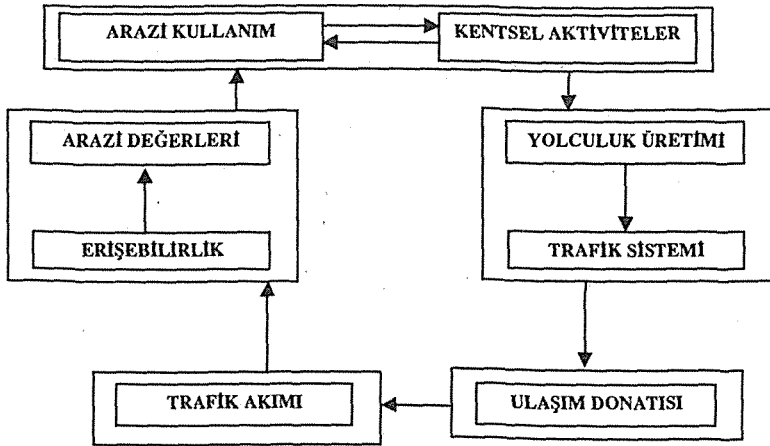 ARAZİ KULLANIM
KENTSEL AKTİVİTELER
ARAZİ DEĞERLERİ
YOLCULUK ÜRETİMİ
ERİŞEBİLİRLİK
TRAFİK SİSTEMİ
TRAFİK AKIMI
ULAŞIM DONATISI